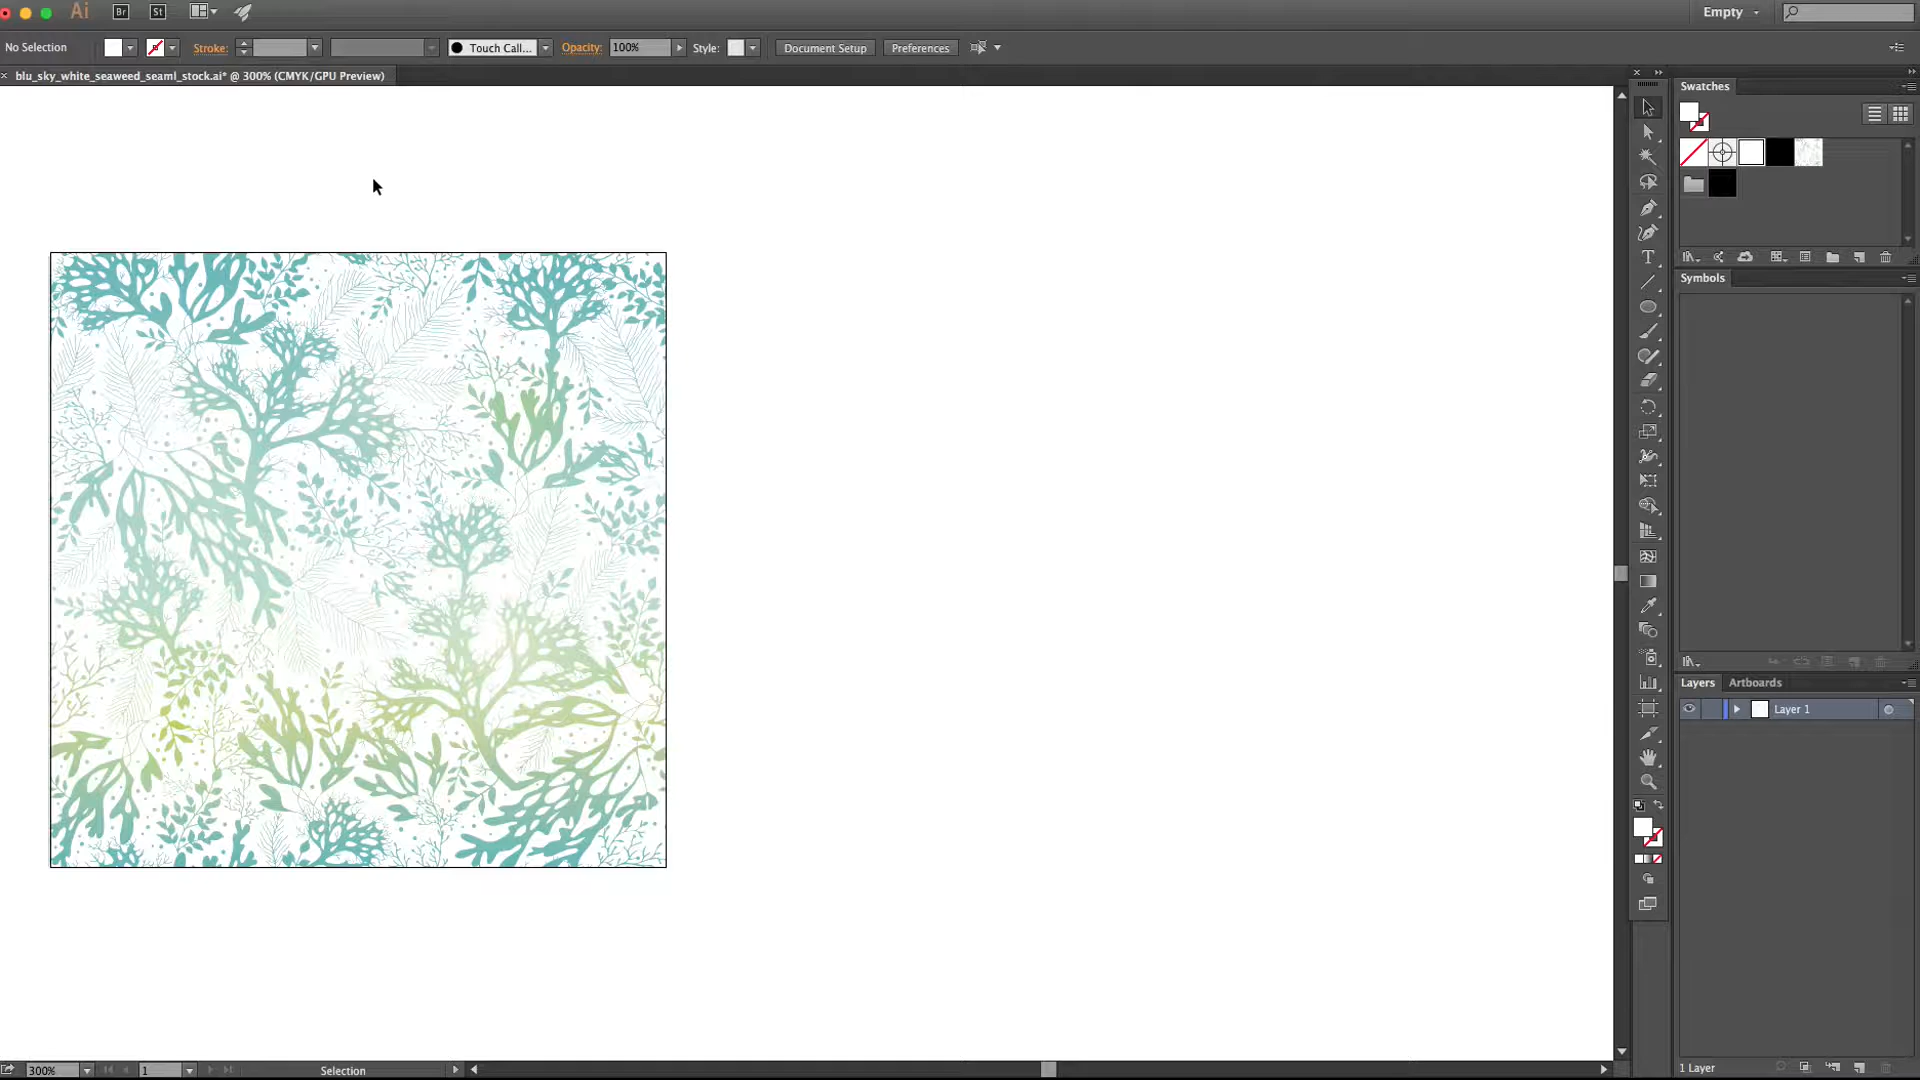 Ai Br St Empty
No Selection Stroke: Touch Call... Opacity: 100% Style: Document Setup Preferences
blu_sky_white_seaweed_seaml_stock.ai* @ 300% (CMYK/GPU Preview)
Swatches
Symbols
Layers Artboards
Layer 1
300% 1 Selection
1 Layer